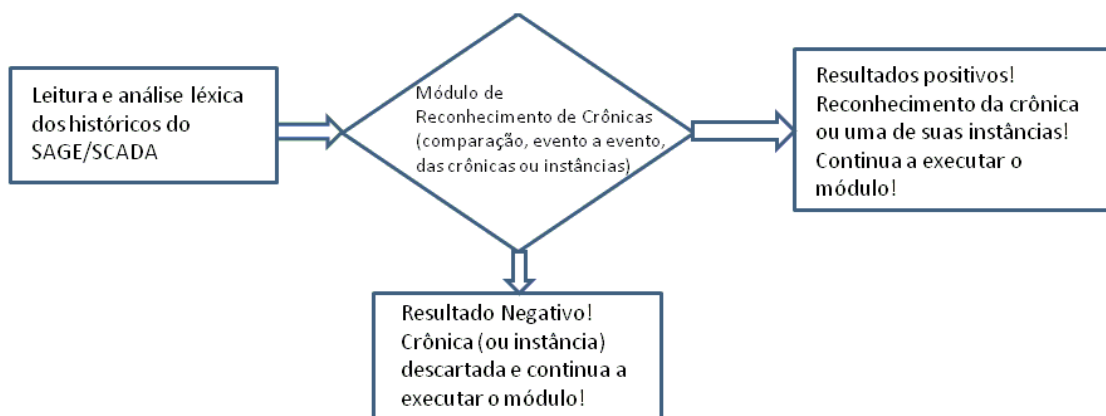 Leitura e análise léxica
dos históricos do
SAGE/SCADA
Módulo de
Reconhecimento de Crônicas
(comparação, evento a evento,
das crônicas ou instâncias)
Resultados positivos!
Reconhecimento da crônica
ou uma de suas instâncias!
Continua a executar o
módulo!
Resultado Negativo!
Crônica (ou instância)
descartada e continua a
executar o módulo!